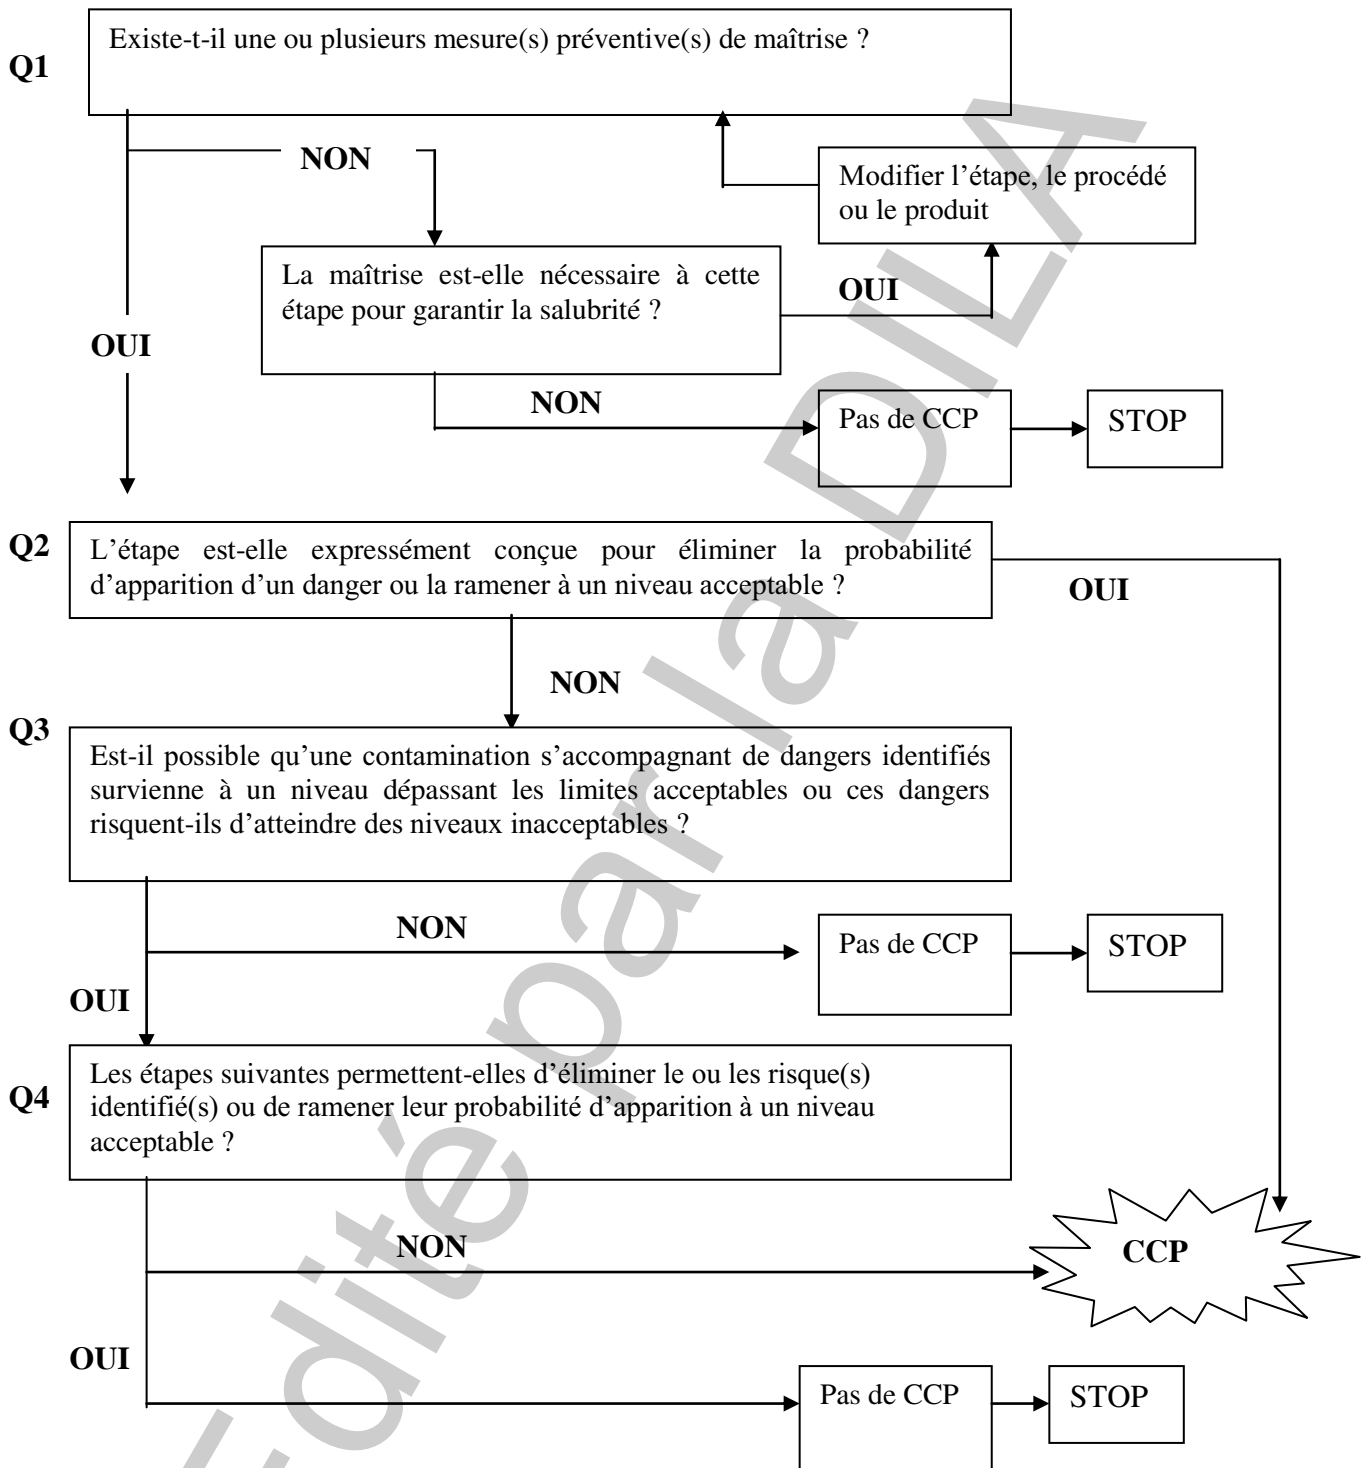 Q1
Existe-t-il une ou plusieurs mesure(s) préventive(s) de maîtrise ?
NON
Modifier l’étape, le procédé
ou le produit
La maîtrise est-elle nécessaire à cette
étape pour garantir la salubrité ?
OUI
OUI
NON
Pas de CCP
STOP
Q2
L’étape est-elle expressément conçue pour éliminer la probabilité
d’apparition d’un danger ou la ramener à un niveau acceptable ?
OUI
NON
Q3
Est-il possible qu’une contamination s’accompagnant de dangers identifiés
survienne à un niveau dépassant les limites acceptables ou ces dangers
risquent-ils d’atteindre des niveaux inacceptables ?
NON
Pas de CCP
STOP
OUI
Q4
Les étapes suivantes permettent-elles d’éliminer le ou les risque(s)
identifié(s) ou de ramener leur probabilité d’apparition à un niveau
acceptable ?
NON
CCP
OUI
Pas de CCP
STOP
Edité par la DILA